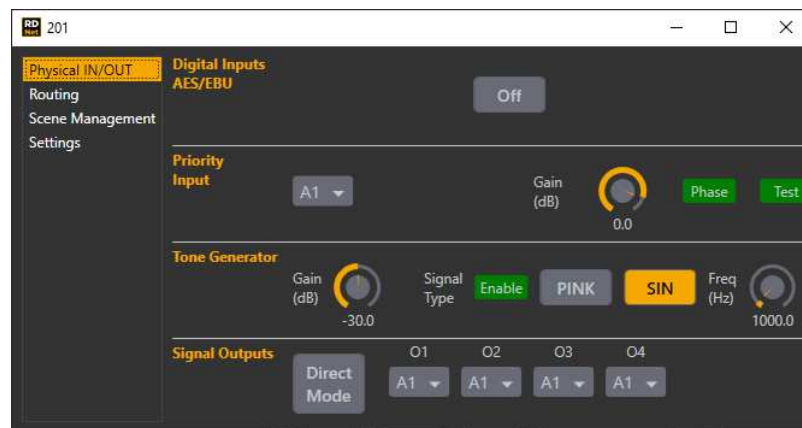 RD
Net
201
Physical IN/OUT
Routing
Scene Management
Settings
Digital Inputs
AES/EBU
Off
Priority
Input
A1
Gain
(dB)
0.0
Phase
Test
Tone Generator
Gain
(dB)
-30.0
Signal
Type
Enable
PINK
SIN
Freq
(Hz)
1000.0
Signal Outputs
Direct
Mode
O1 O2 O3 O4
A1 A1 A1 A1